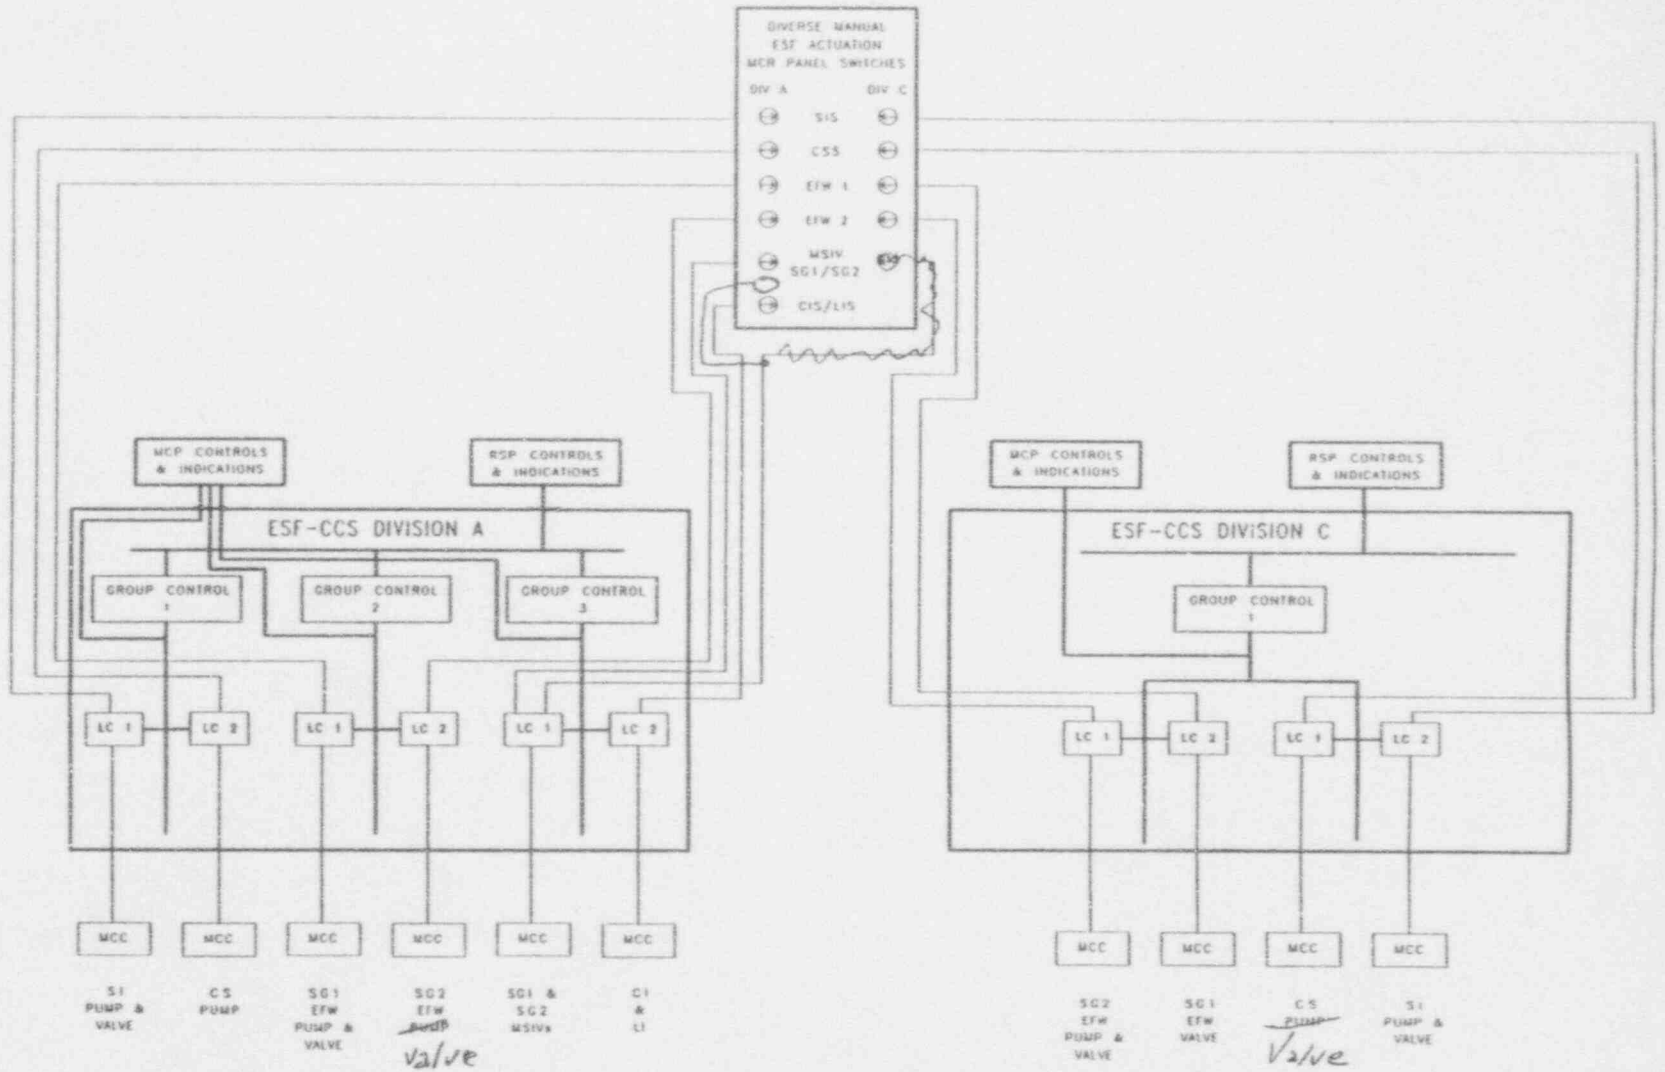 DIVERSE MANUAL
ESF ACTUATION
MCR PANEL SWITCHES
DIV A DIV C
SIS
CSS
EFW 1
EFW 2
MSIV
SG1/SG2
CIS/LIS
MCP CONTROLS
& INDICATIONS
RSP CONTROLS
& INDICATIONS
MCP CONTROLS
& INDICATIONS
RSP CONTROLS
& INDICATIONS
ESF-CCS DIVISION A
GROUP CONTROL
1
GROUP CONTROL
2
GROUP CONTROL
3
LC 1 LC 2 LC 1 LC 2 LC 1 LC 2
MCC MCC MCC MCC MCC MCC
SI
PUMP &
VALVE
CS
PUMP
SG1
EFW
PUMP &
VALVE
SG2
EFW
PUMP
Valve
SG1 &
SG2
MSIVs
CI
&
LI
ESF-CCS DIVISION C
GROUP CONTROL
1
LC 1 LC 2 LC 1 LC 2
MCC MCC MCC MCC
SG2
EFW
PUMP &
VALVE
SG1
EFW
VALVE
CS
PUMP
Valve
SI
PUMP &
VALVE